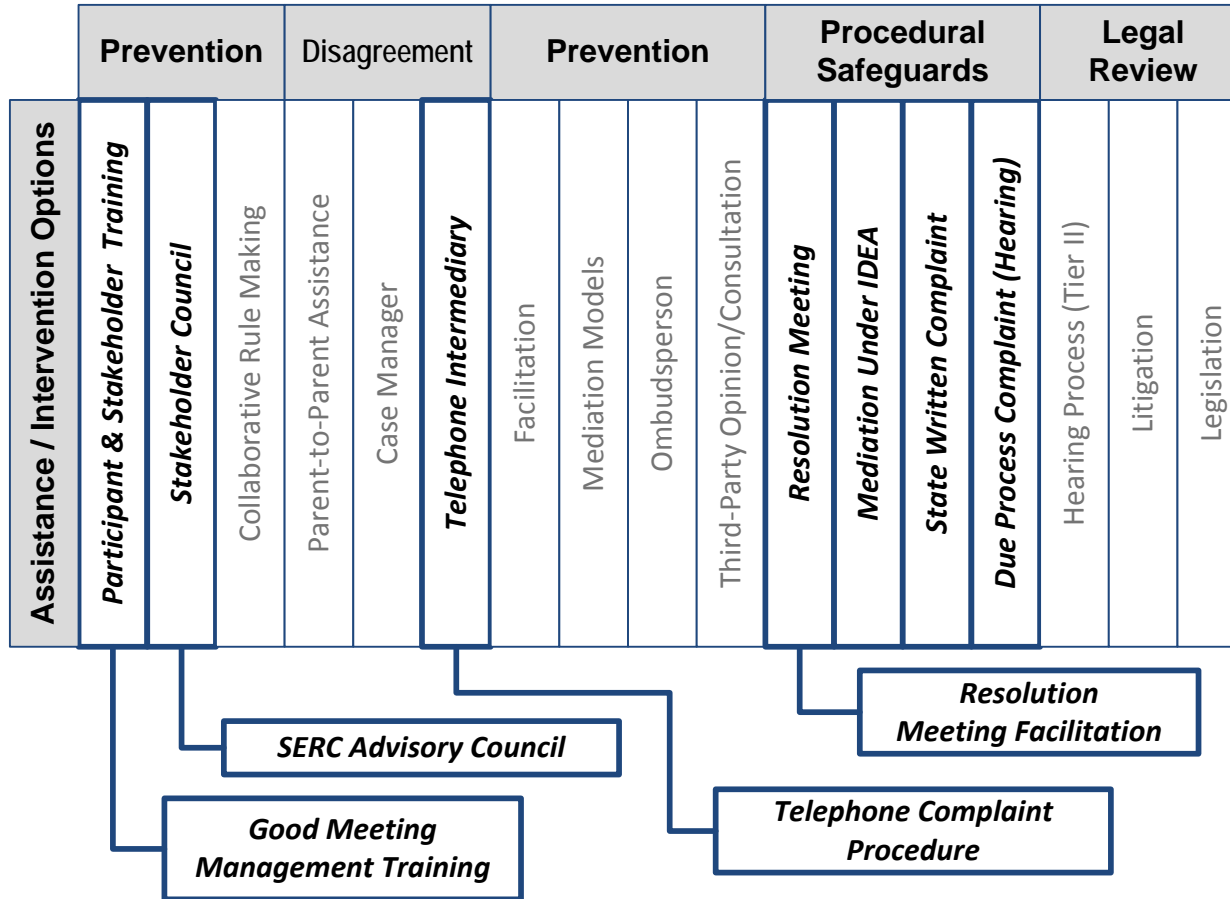 Prevention
Disagreement
Prevention
Procedural
Safeguards
Legal
Review
Assistance / Intervention Options
Participant & Stakeholder Training
Stakeholder Council
Collaborative Rule Making
Parent-to-Parent Assistance
Case Manager
Telephone Intermediary
Facilitation
Mediation Models
Ombudsperson
Third-Party Opinion/Consultation
Resolution Meeting
Mediation Under IDEA
State Written Complaint
Due Process Complaint (Hearing)
Hearing Process (Tier II)
Litigation
Legislation
Resolution
Meeting Facilitation
SERC Advisory Council
Telephone Complaint
Procedure
Good Meeting
Management Training